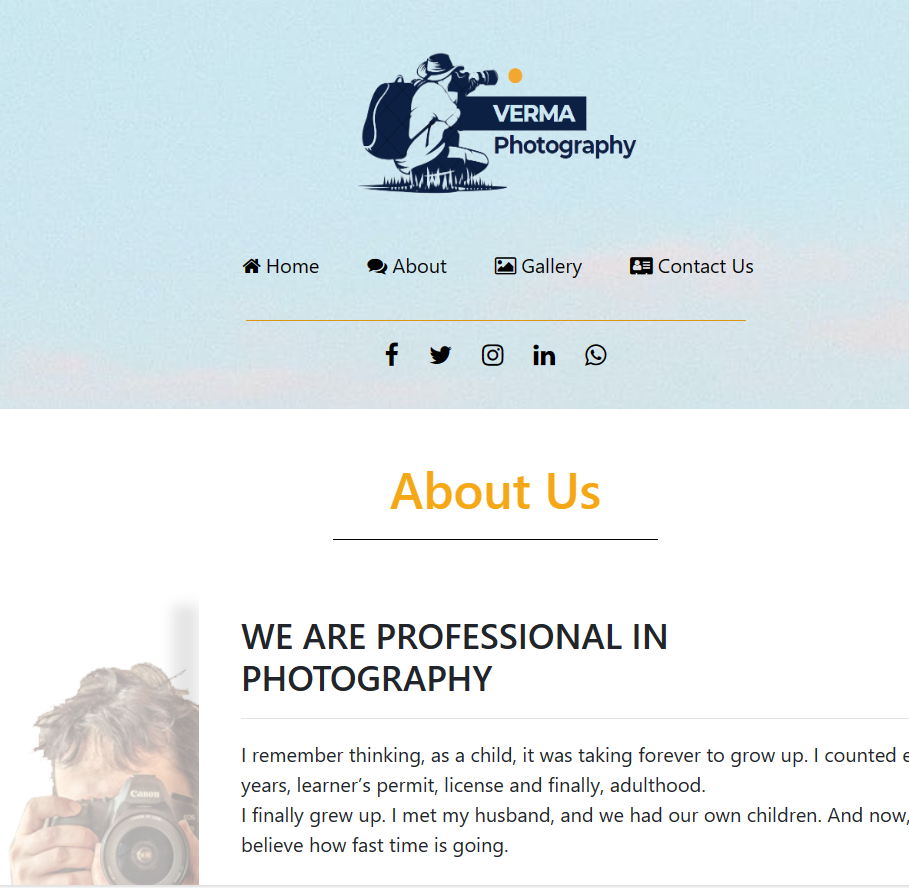 VERMA
Photography
Home About Gallery Contact Us
About Us
WE ARE PROFESSIONAL IN
PHOTOGRAPHY
I remember thinking, as a child, it was taking forever to grow up. I counted
years, learner’s permit, license and finally, adulthood.
I finally grew up. I met my husband, and we had our own children. And now,
believe how fast time is going.
Canon
EOS